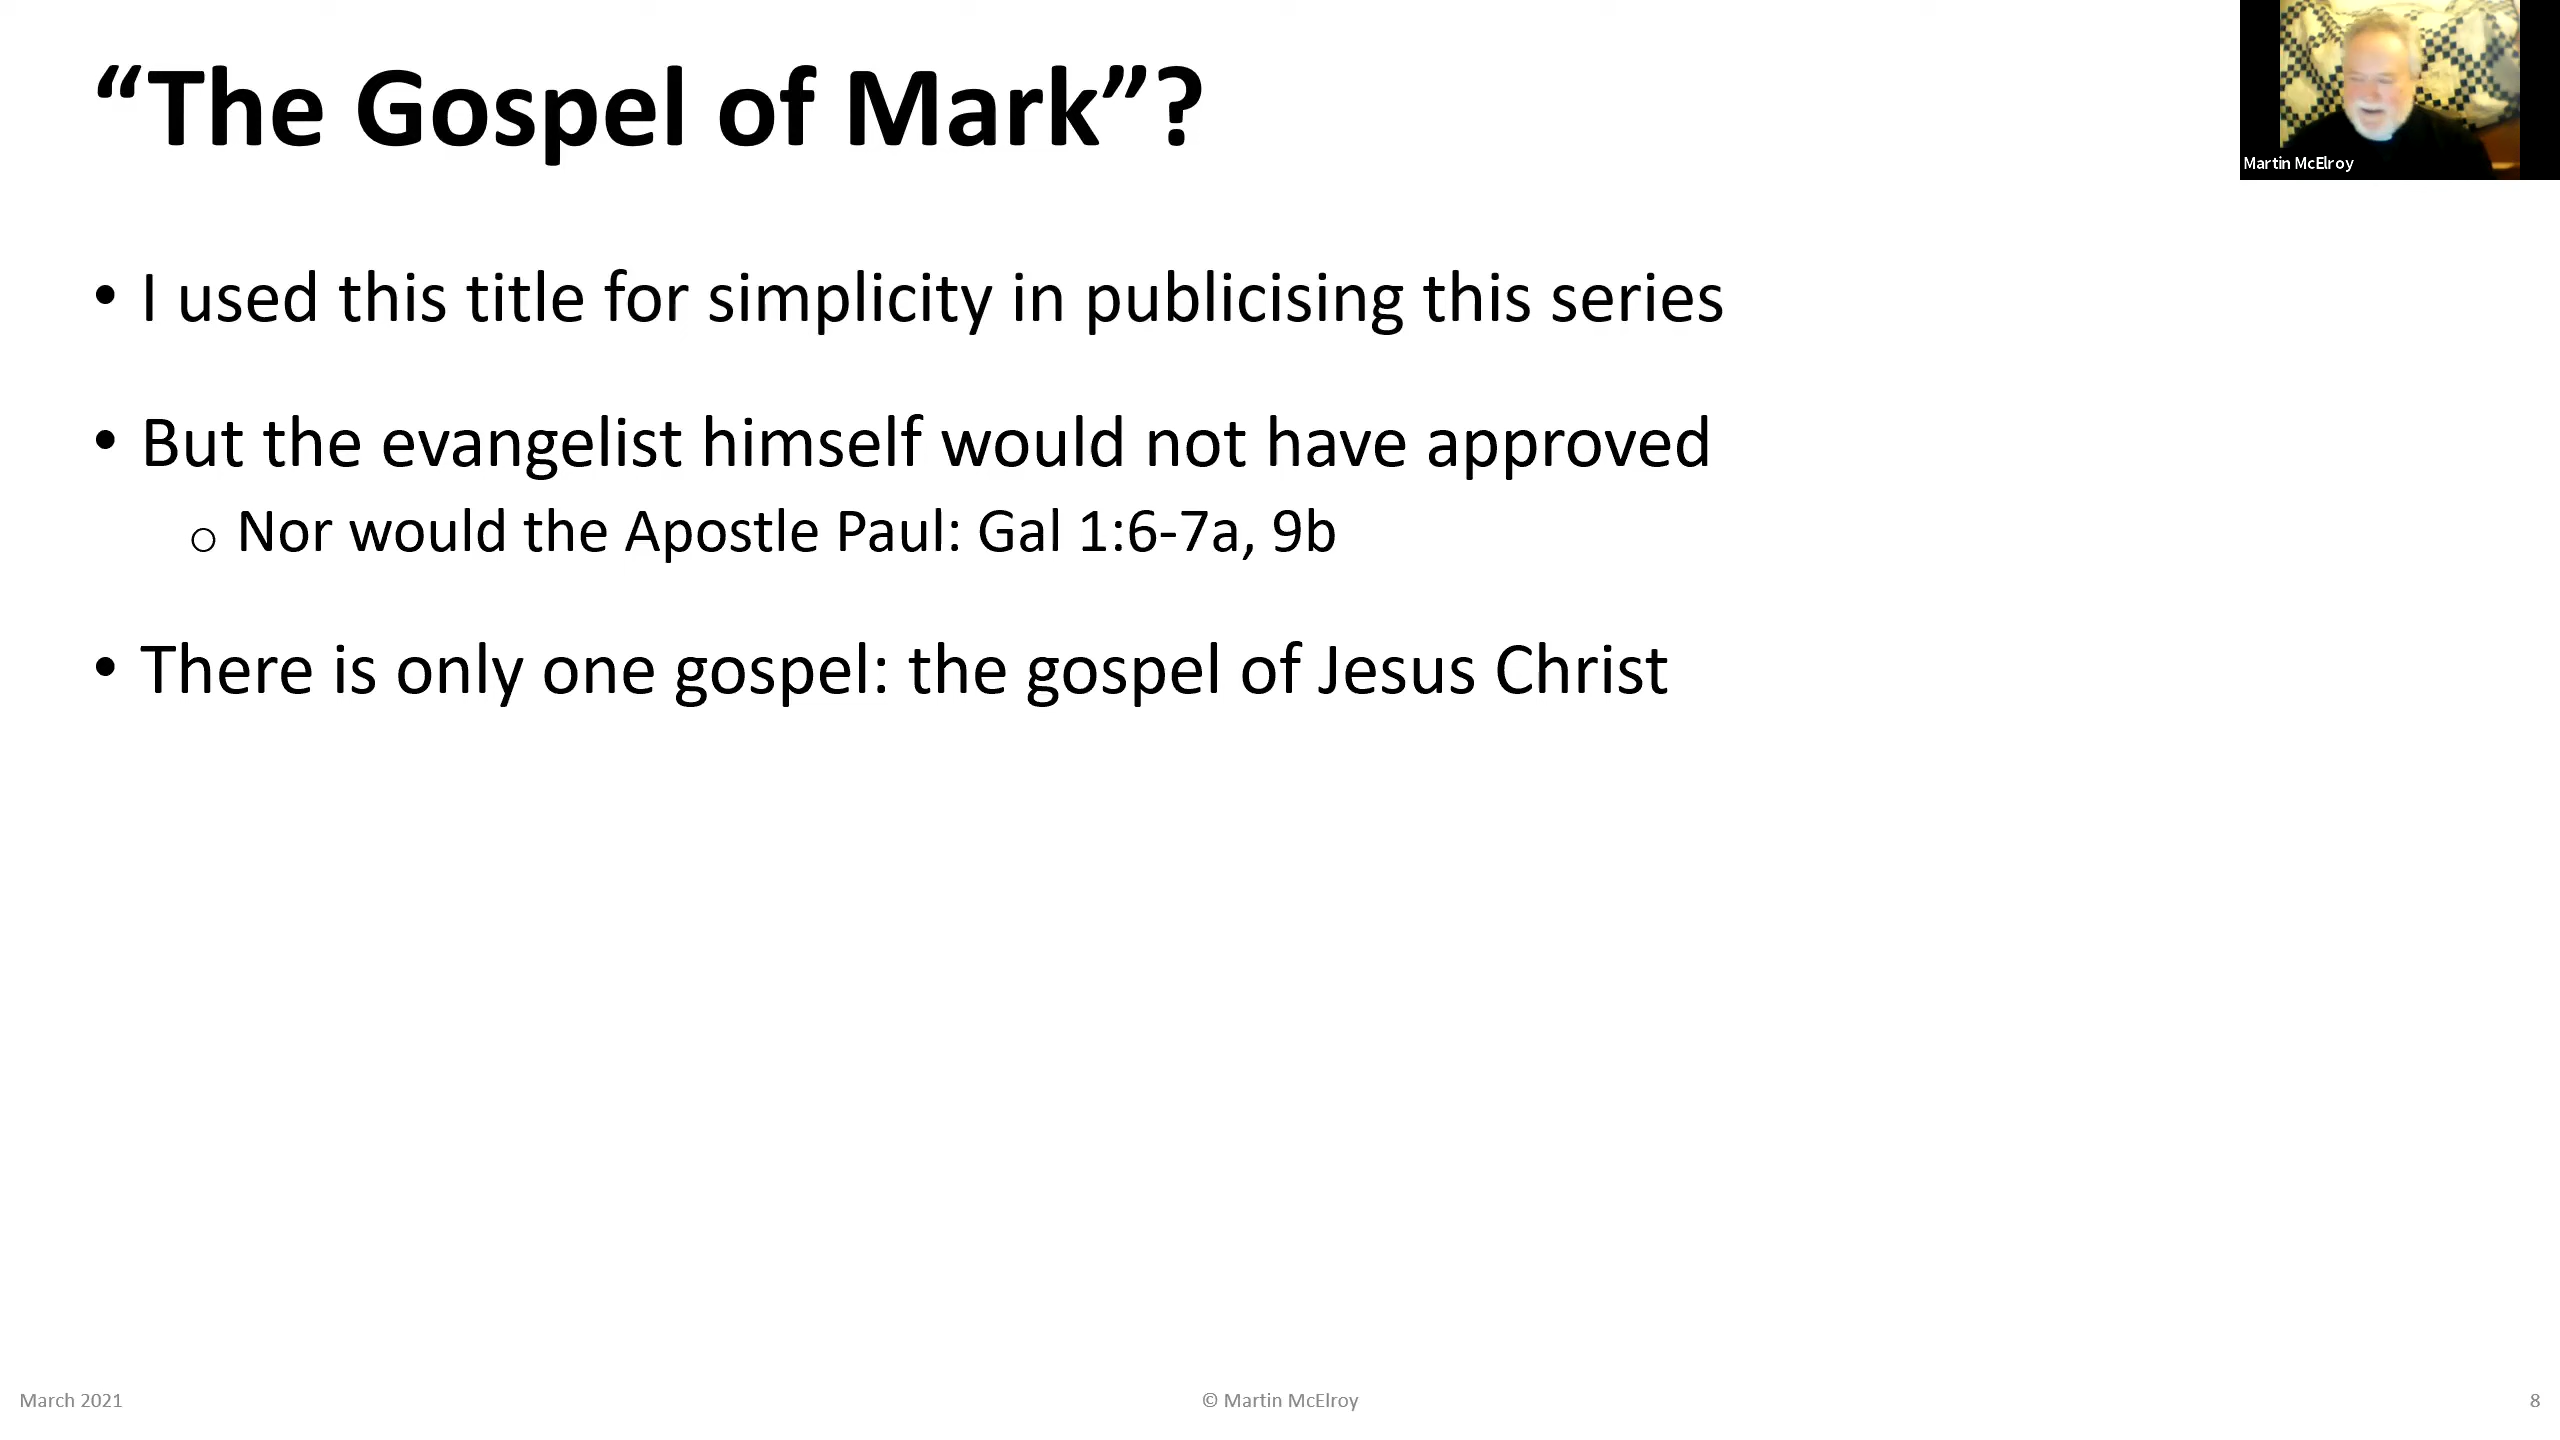 “The Gospel of Mark”?
Martin McElroy
• I used this title for simplicity in publicising this series
• But the evangelist himself would not have approved
o Nor would the Apostle Paul: Gal 1:6-7a, 9b
• There is only one gospel: the gospel of Jesus Christ
March 2021
© Martin McElroy
8